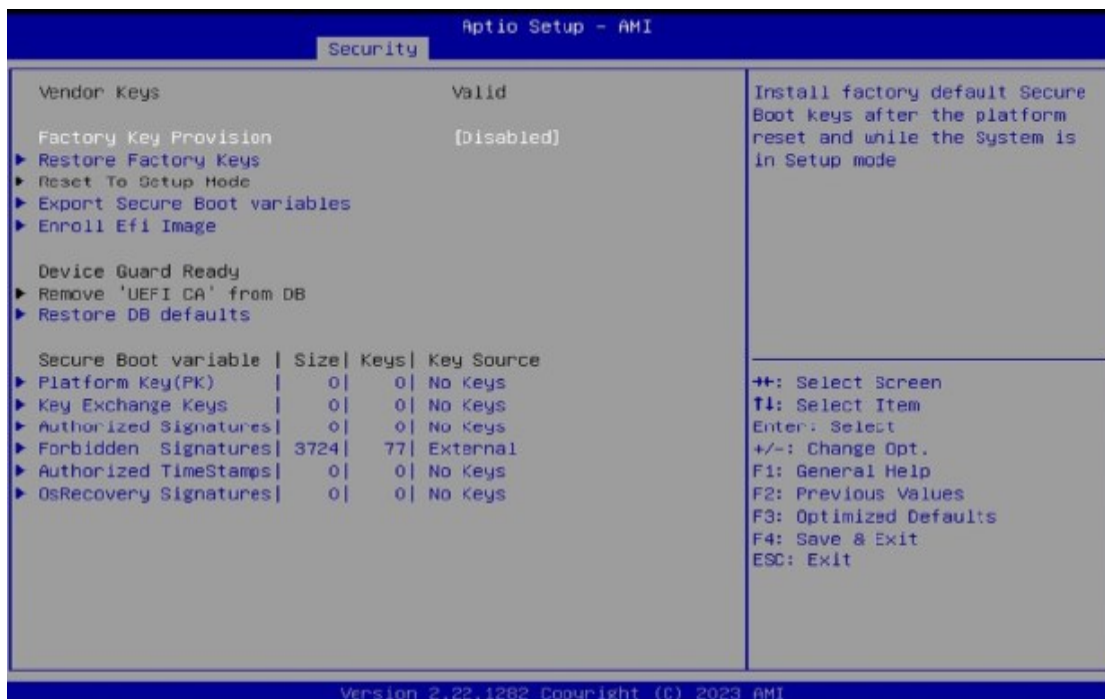 Aptio Setup - AMI
Security
Vendor Keys Valid
Factory Key Provision [Disabled]
▶ Restore Factory Keys
▶ Reset To Setup Mode
▶ Export Secure Boot variables
▶ Enroll Efi Image
Device Guard Ready
▶ Remove 'UEFI CA' from DB
▶ Restore DB defaults
Secure Boot variable | Size| Keys| Key Source
▶ Platform Key(PK) | 0| 0| No Keys
▶ Key Exchange Keys | 0| 0| No Keys
▶ Authorized Signatures| 0| 0| No Keys
▶ Forbidden Signatures| 3724| 77| External
▶ Authorized TimeStamps| 0| 0| No Keys
▶ OsRecovery Signatures| 0| 0| No Keys
Install factory default Secure
Boot keys after the platform
reset and while the System is
in Setup mode
→←: Select Screen
↑↓: Select Item
Enter: Select
+/-: Change Opt.
F1: General Help
F2: Previous Values
F3: Optimized Defaults
F4: Save & Exit
ESC: Exit
Version 2.22.1282 Copyright (C) 2023 AMI